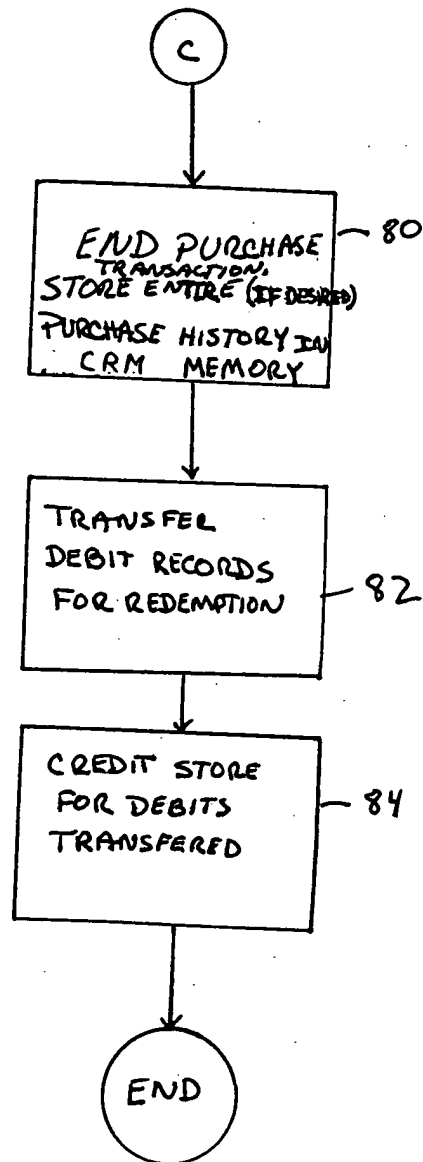 C
END PURCHASE
TRANSACTION.
STORE ENTIRE (IF DESIRED)
PURCHASE HISTORY IN
CRM MEMORY
80
TRANSFER
DEBIT RECORDS
FOR REDEMPTION
82
CREDIT STORE
FOR DEBITS
TRANSFERED
84
END